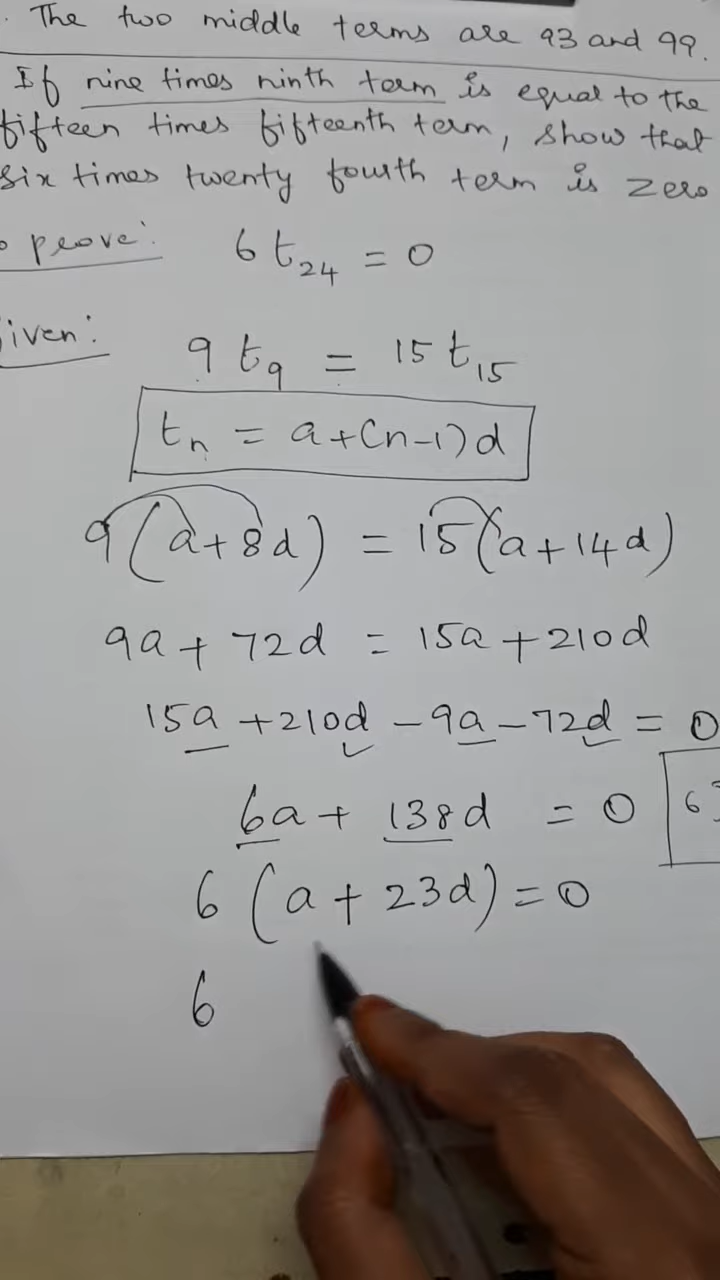 . The two middle terms are 93 and 99.
If nine times ninth term is equal to the
fifteen times fifteenth term, show that
six times twenty fourth term is zero
o prove:
6 t₂₄ = 0
iven:
9 t₉ = 15 t₁₅
tₙ = a+(n-1)d
9(a+8d) = 15(a+14d)
9a + 72d = 15a + 210d
15a + 210d - 9a - 72d = 0
6a + 138d = 0
6
6 (a + 23d) = 0
6